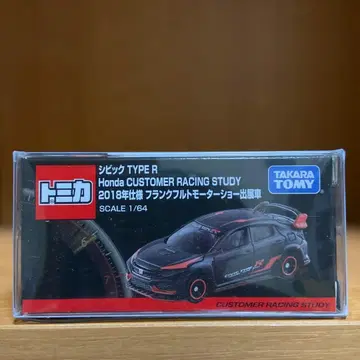 トミカ
シビック TYPE R
Honda CUSTOMER RACING STUDY
2018年仕様 フランクフルトモーターショー出展車
SCALE 1/64
TAKARA
TOMY
CUSTOMER RACING STUDY